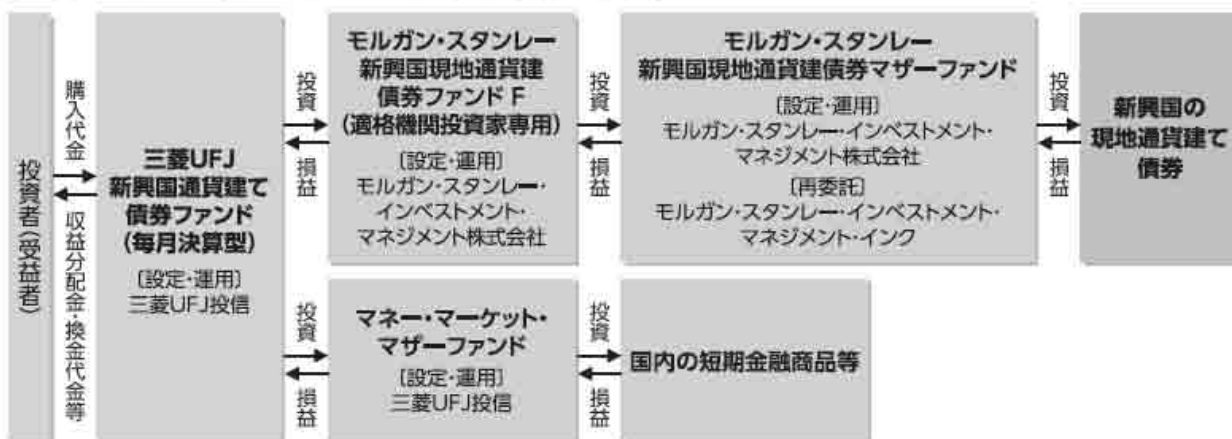 投資者(受益者)
購入代金
収益分配金・換金代金等
三菱UFJ
新興国通貨建て
債券ファンド
(毎月決算型)
〔設定・運用〕
三菱UFJ投信
投資
損益
モルガン・スタンレー
新興国現地通貨建
債券ファンド F
(適格機関投資家専用)
〔設定・運用〕
モルガン・スタンレー・
インベストメント・
マネジメント株式会社
投資
損益
モルガン・スタンレー
新興国現地通貨建債券マザーファンド
〔設定・運用〕
モルガン・スタンレー・インベストメント・
マネジメント株式会社
〔再委託〕
モルガン・スタンレー・インベストメント・
マネジメント・インク
投資
損益
新興国の
現地通貨建て
債券
投資
損益
マネー・マーケット・
マザーファンド
〔設定・運用〕
三菱UFJ投信
投資
損益
国内の短期金融商品等